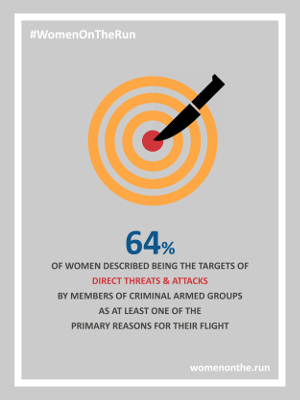 #WomenOnTheRun
64%
OF WOMEN DESCRIBED BEING THE TARGETS OF
DIRECT THREATS & ATTACKS
BY MEMBERS OF CRIMINAL ARMED GROUPS
AS AT LEAST ONE OF THE
PRIMARY REASONS FOR THEIR FLIGHT
womenonthe.run